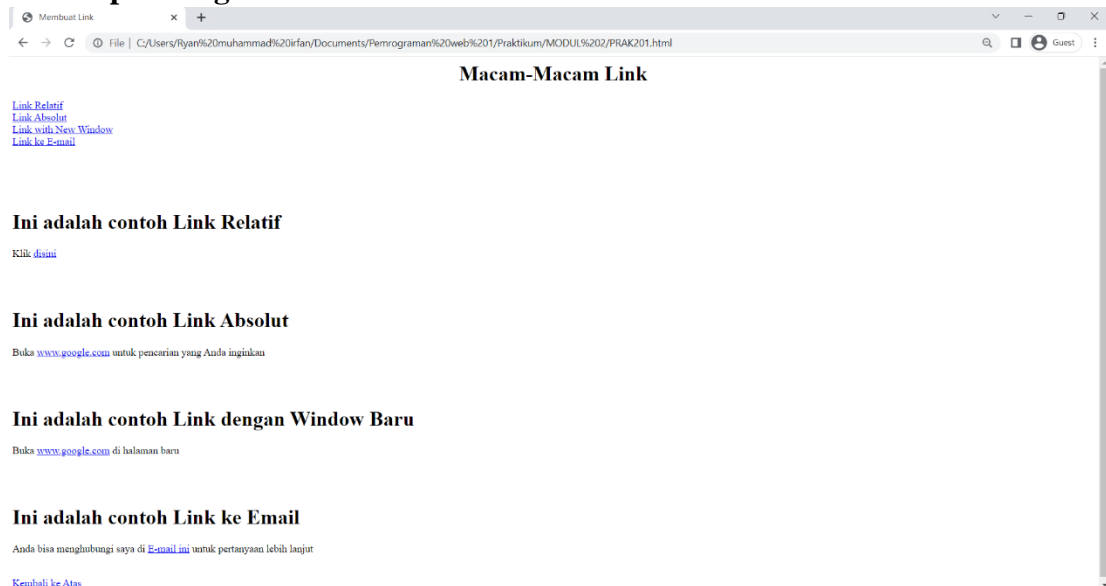 Membuat Link
File | C:/Users/Ryan%20muhammad%20irfan/Documents/Pemrograman%20web%201/Praktikum/MODUL%202/PRAK201.html
Guest
Macam-Macam Link
Link Relatif
Link Absolut
Link with New Window
Link ke E-mail
Ini adalah contoh Link Relatif
Klik disini
Ini adalah contoh Link Absolut
Buka www.google.com untuk pencarian yang Anda inginkan
Ini adalah contoh Link dengan Window Baru
Buka www.google.com di halaman baru
Ini adalah contoh Link ke Email
Anda bisa menghubungi saya di E-mail ini untuk pertanyaan lebih lanjut
Kembali ke Atas